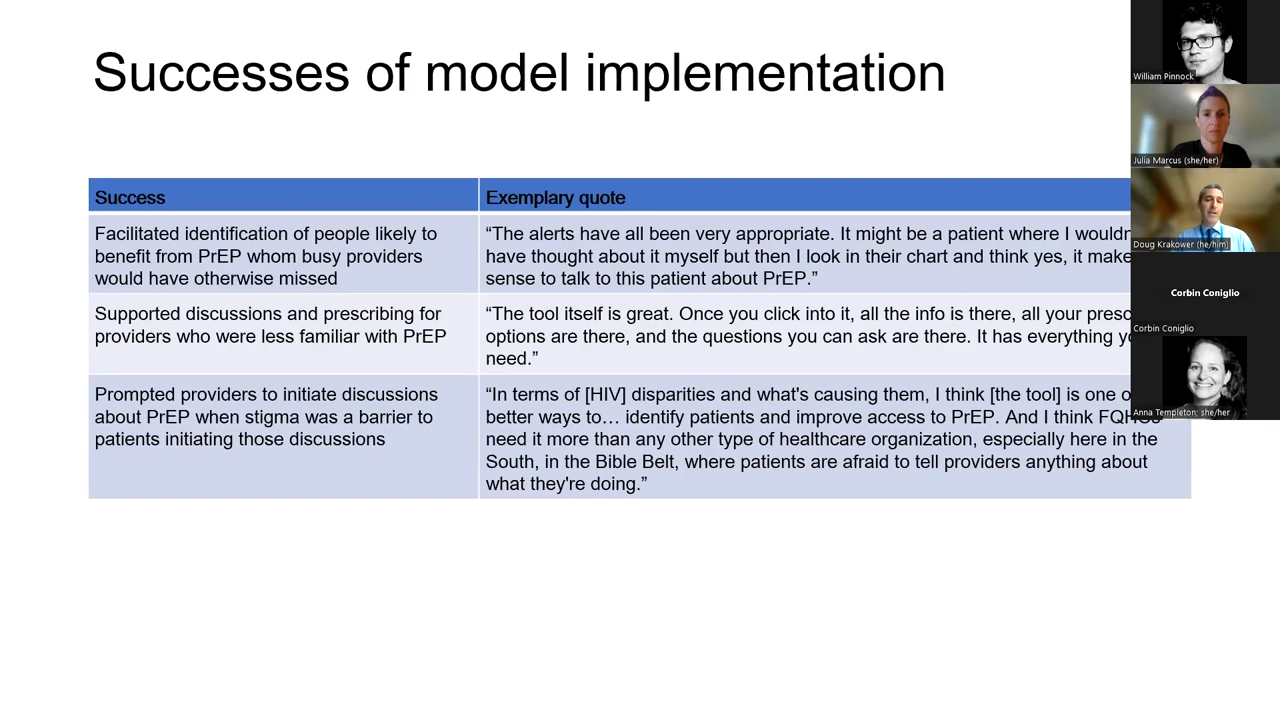 Successes of model implementation
Success
Exemplary quote
Facilitated identification of people likely to
benefit from PrEP whom busy providers
would have otherwise missed
“The alerts have all been very appropriate. It might be a patient where I
have thought about it myself but then I look in their chart and think yes, it
sense to talk to this patient about PrEP.”
Supported discussions and prescribing for
providers who were less familiar with PrEP
“The tool itself is great. Once you click into it, all the info is there, all your
options are there, and the questions you can ask are there. It has everything
need.”
Prompted providers to initiate discussions
about PrEP when stigma was a barrier to
patients initiating those discussions
“In terms of [HIV] disparities and what's causing them, I think [the tool] is one
better ways to… identify patients and improve access to PrEP. And I think
need it more than any other type of healthcare organization, especially here in the
South, in the Bible Belt, where patients are afraid to tell providers anything about
what they're doing.”
William Pinnock
Julia Marcus (she/her)
Doug Krakower (he/him)
Corbin Coniglio
Corbin Coniglio
Anna Templeton: she/her